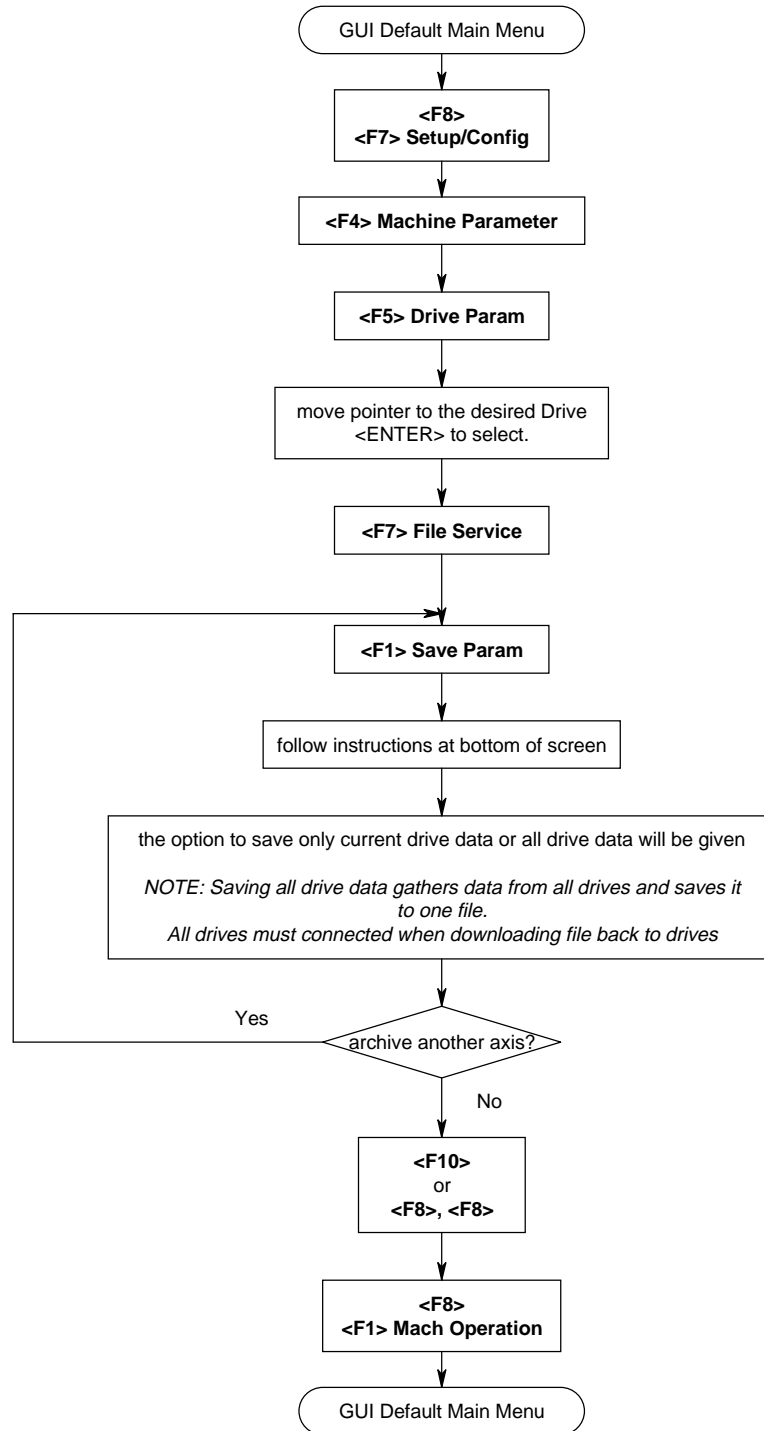 GUI Default Main Menu
<F8>
<F7> Setup/Config
<F4> Machine Parameter
<F5> Drive Param
move pointer to the desired Drive
<ENTER> to select.
<F7> File Service
<F1> Save Param
follow instructions at bottom of screen
the option to save only current drive data or all drive data will be given
NOTE: Saving all drive data gathers data from all drives and saves it
to one file.
All drives must connected when downloading file back to drives
Yes
archive another axis?
No
<F10>
or
<F8>, <F8>
<F8>
<F1> Mach Operation
GUI Default Main Menu